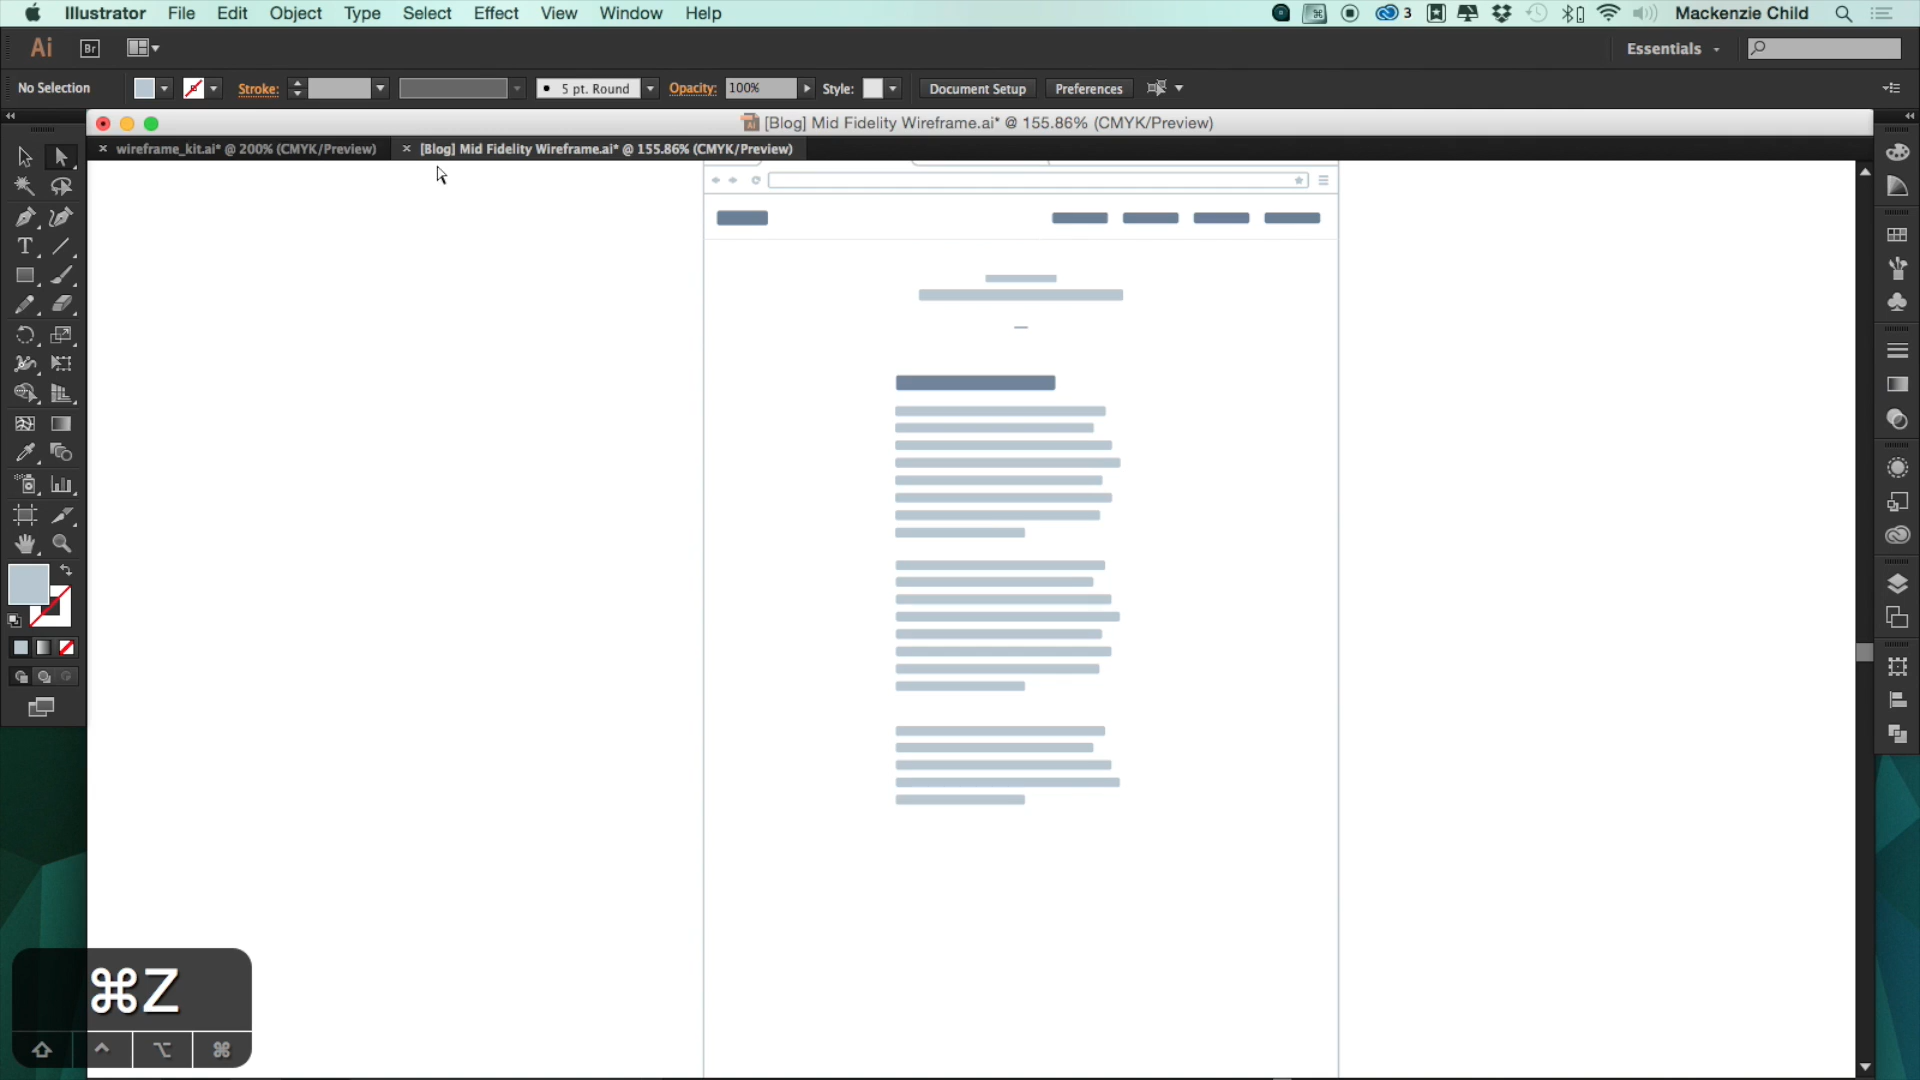 Illustrator File Edit Object Type Select Effect View Window Help 3 Mackenzie Child
Ai Br Essentials
No Selection Stroke: 5 pt. Round Opacity: 100% Style: Document Setup Preferences
[Blog] Mid Fidelity Wireframe.ai* @ 155.86% (CMYK/Preview)
wireframe_kit.ai* @ 200% (CMYK/Preview) [Blog] Mid Fidelity Wireframe.ai* @ 155.86% (CMYK/Preview)
⌘Z